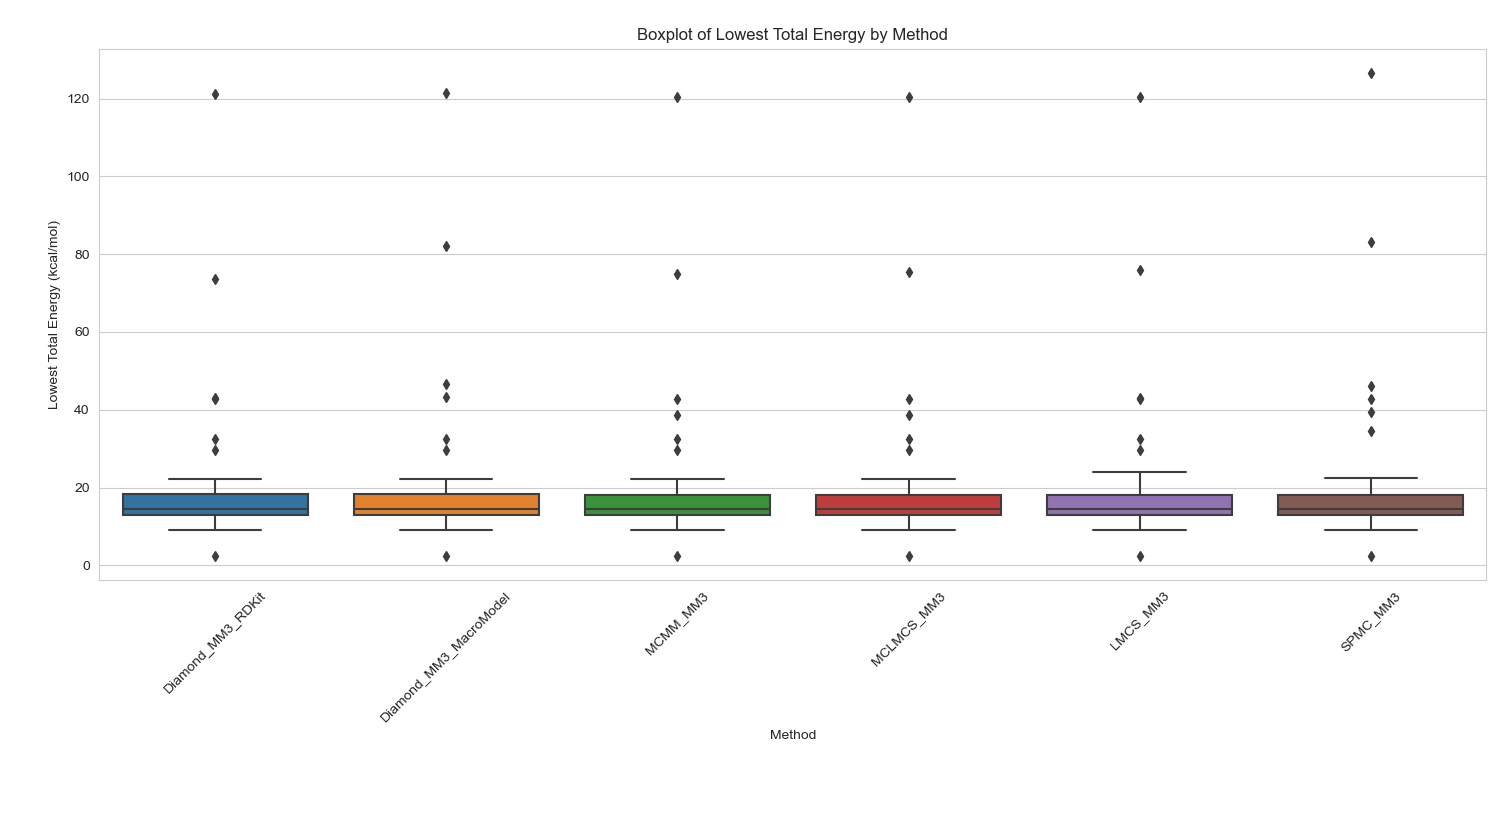 Boxplot of Lowest Total Energy by Method
Lowest Total Energy (kcal/mol)
120
100
80
60
40
20
0
Diamond_MM3_RDKit
Diamond_MM3_MacroModel
MCMM_MM3
MCLMCS_MM3
LMCS_MM3
SPMC_MM3
Method